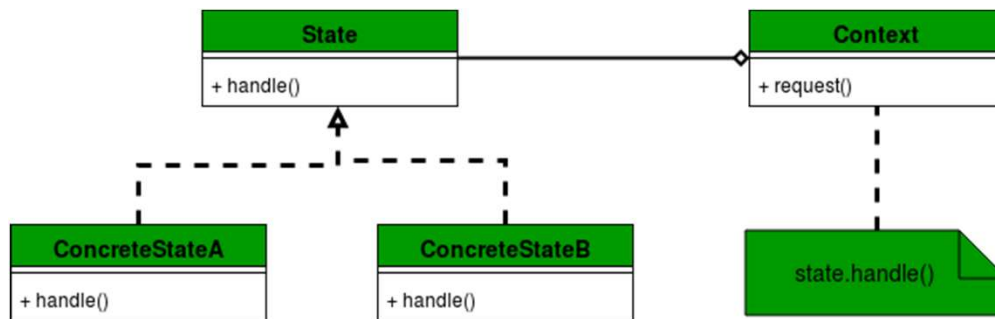 State
Context
+ handle()
+ request()
ConcreteStateA
ConcreteStateB
state.handle()
+ handle()
+ handle()